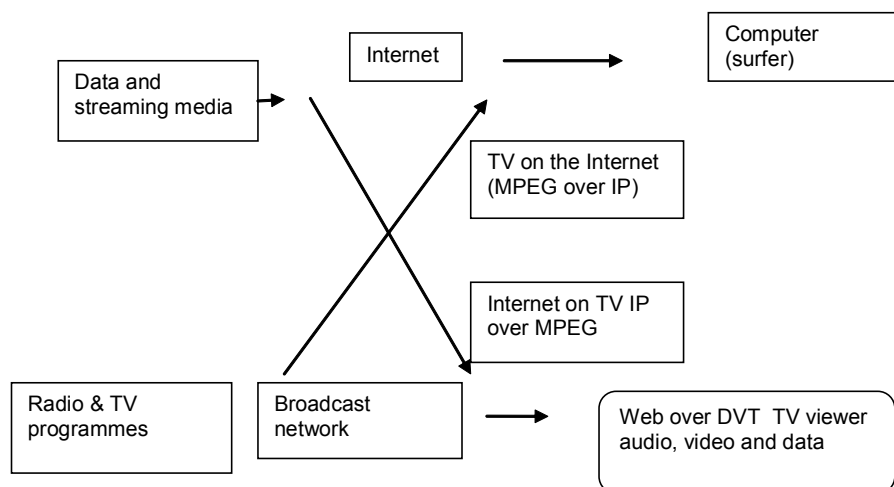 Internet
Computer
(surfer)
Data and
streaming media
TV on the Internet
(MPEG over IP)
Internet on TV IP
over MPEG
Radio & TV
programmes
Broadcast
network
Web over DVT  TV viewer
audio, video and data